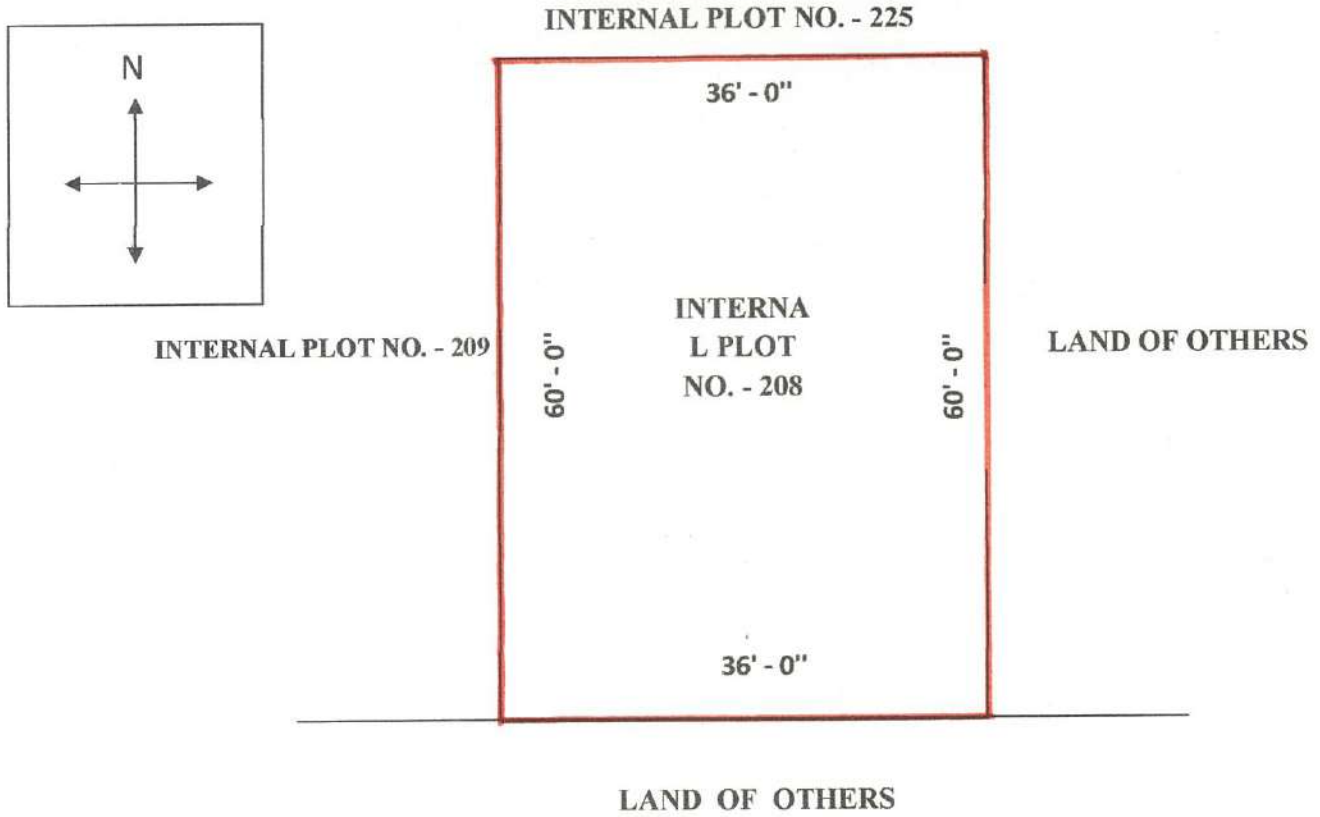 INTERNAL PLOT NO. - 225
N
36' - 0"
INTERNAL PLOT NO. - 209
60' - 0"
INTERNA
L PLOT
NO. - 208
60' - 0"
LAND OF OTHERS
36' - 0"
LAND OF OTHERS